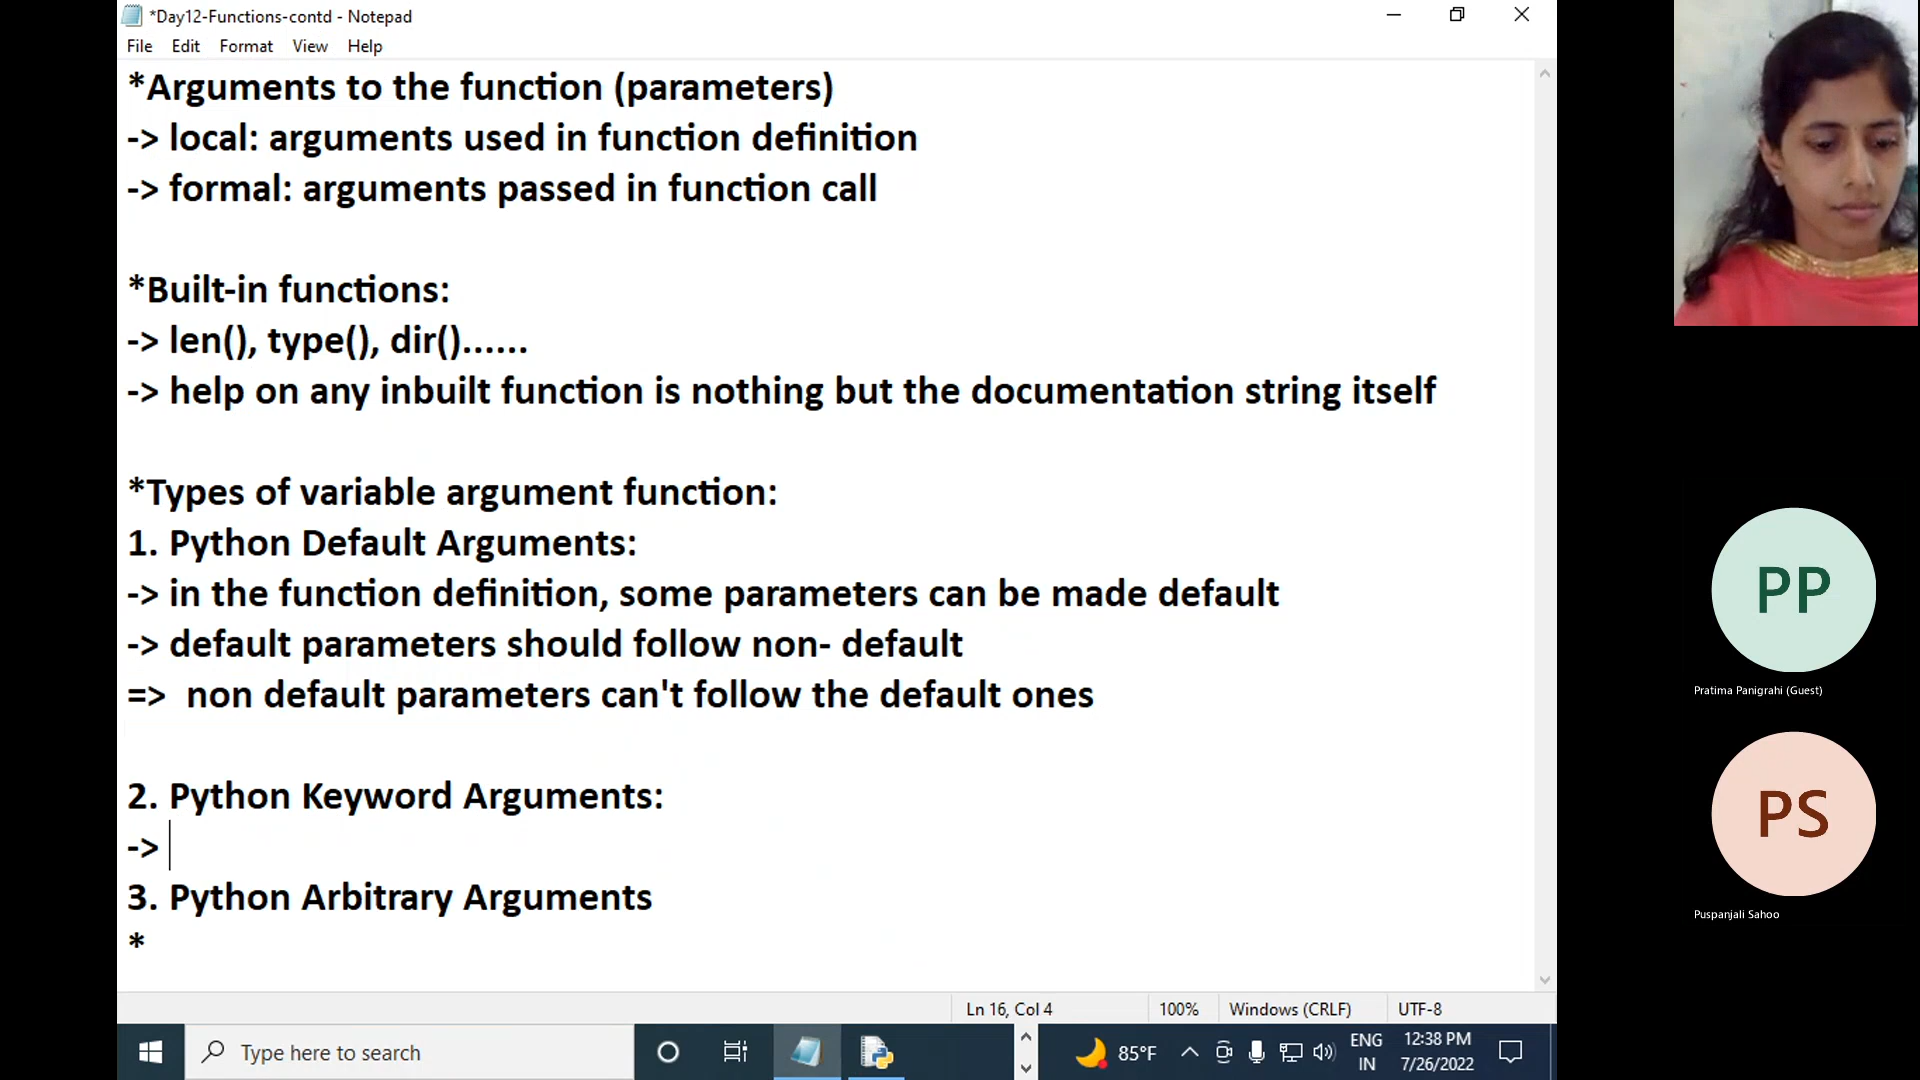 *Day12-Functions-contd - Notepad
File Edit Format View Help
*Arguments to the function (parameters)
-> local: arguments used in function definition
-> formal: arguments passed in function call
*Built-in functions:
-> len(), type(), dir()......
-> help on any inbuilt function is nothing but the documentation string itself
*Types of variable argument function:
1. Python Default Arguments:
-> in the function definition, some parameters can be made default
-> default parameters should follow non- default
=>  non default parameters can't follow the default ones
2. Python Keyword Arguments:
->
3. Python Arbitrary Arguments
*
Ln 16, Col 4 100% Windows (CRLF) UTF-8
Type here to search
85°F
ENG
IN
12:38 PM
7/26/2022
PP
Pratima Panigrahi (Guest)
PS
Puspanjali Sahoo